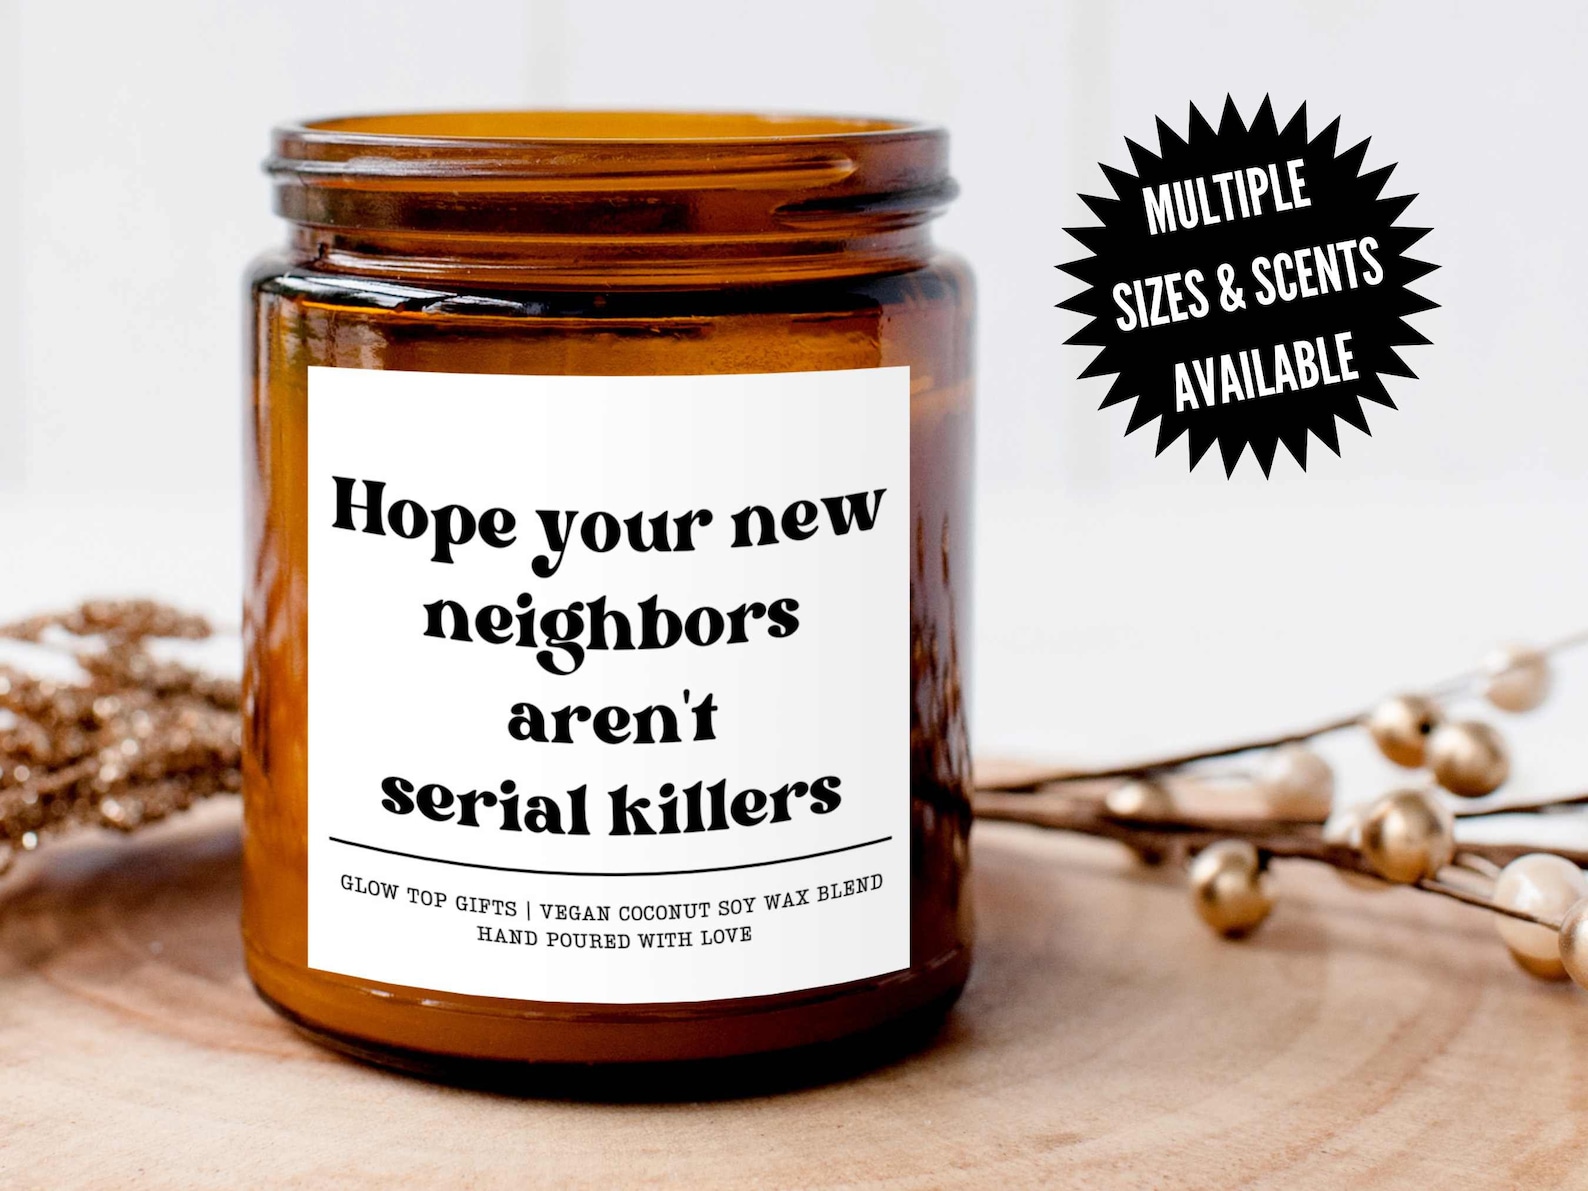 Hope your new
neighbors
aren't
serial killers
GLOW TOP GIFTS | VEGAN COCONUT SOY WAX BLEND
HAND POURED WITH LOVE
MULTIPLE
SIZES & SCENTS
AVAILABLE